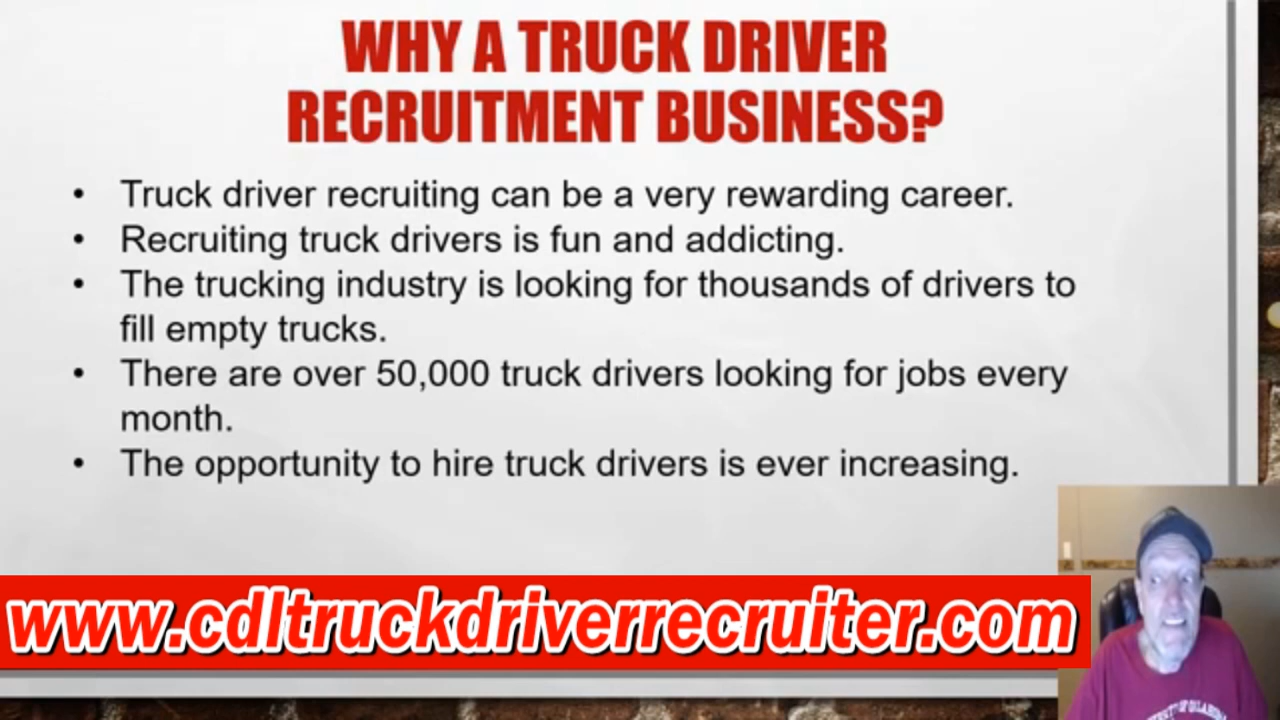 WHY A TRUCK DRIVER
RECRUITMENT BUSINESS?
• Truck driver recruiting can be a very rewarding career.
• Recruiting truck drivers is fun and addicting.
• The trucking industry is looking for thousands of drivers to
fill empty trucks.
• There are over 50,000 truck drivers looking for jobs every
month.
• The opportunity to hire truck drivers is ever increasing.
www.cdltruckdriverrecruiter.com